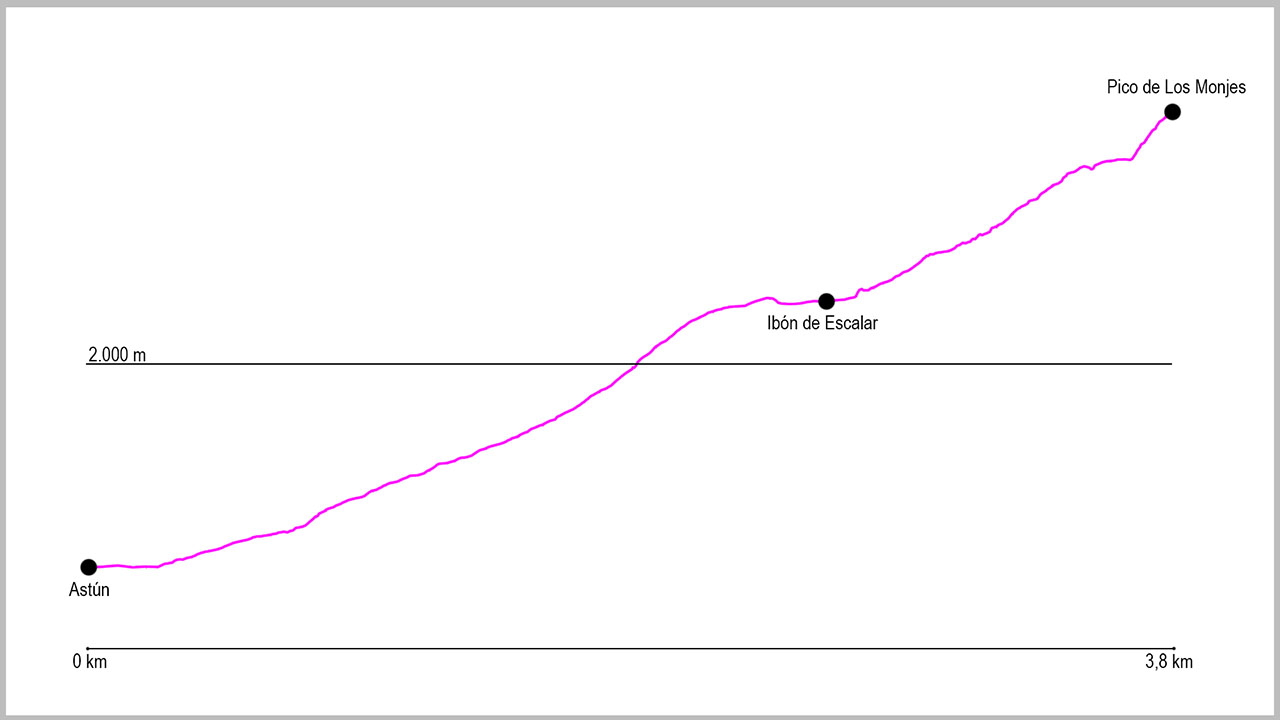 Pico de Los Monjes
Ibón de Escalar
2.000 m
Astún
0 km
3,8 km